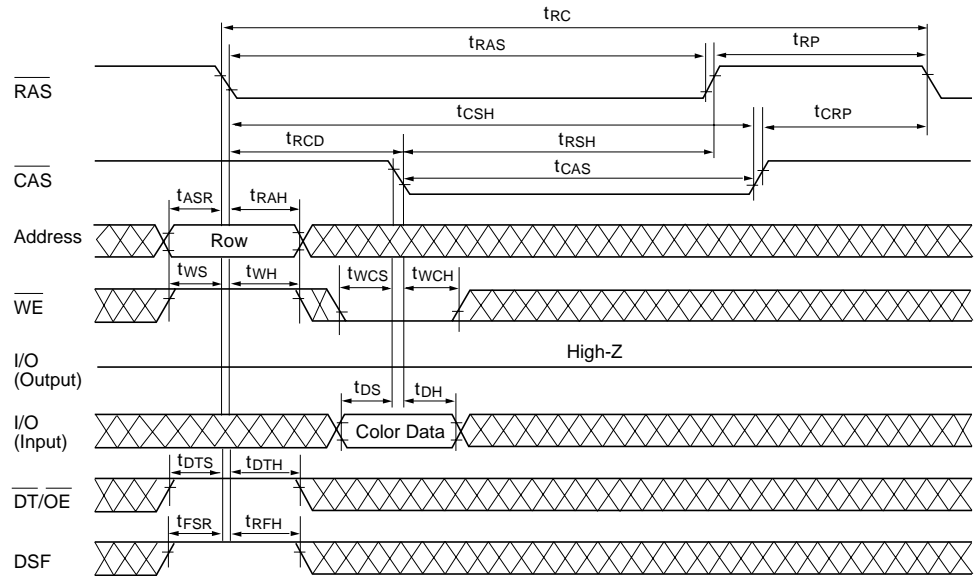 tRC
tRAS
tRP
RAS
tCSH
tCRP
tRCD
tRSH
CAS
tCAS
tASR
tRAH
Address
Row
tWS
tWH
tWCS
tWCH
WE
I/O
(Output)
High-Z
tDS
tDH
I/O
(Input)
Color Data
tDTS
tDTH
DT/OE
tFSR
tRFH
DSF